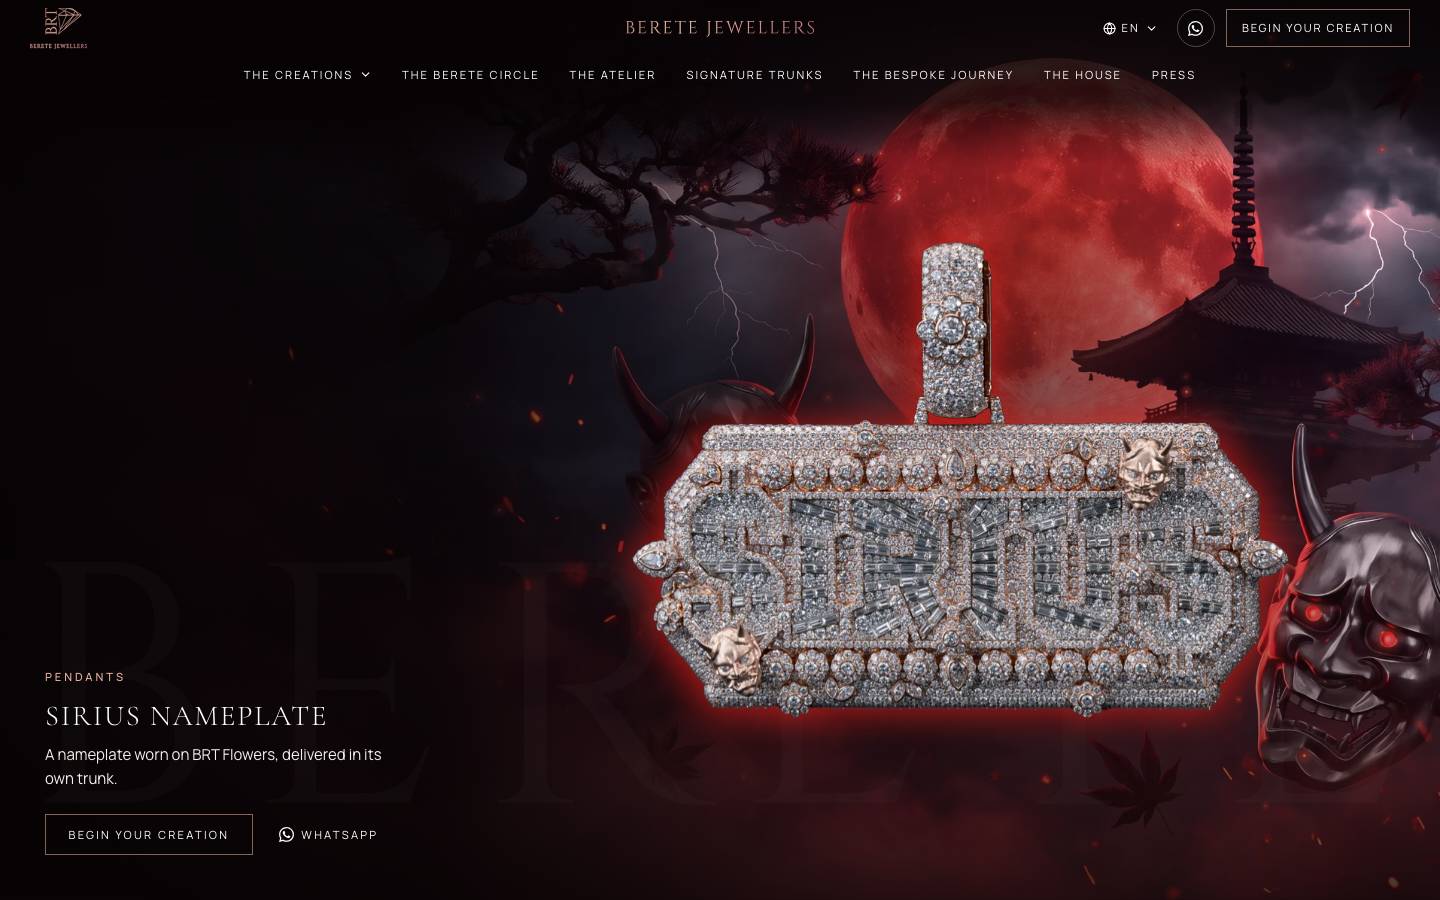 BRT
BERETE JEWELLERS
BERETE JEWELLERS
EN
BEGIN YOUR CREATION
THE CREATIONS
THE BERETE CIRCLE
THE ATELIER
SIGNATURE TRUNKS
THE BESPOKE JOURNEY
THE HOUSE
PRESS
SIRIUS
BERETE
PENDANTS
SIRIUS NAMEPLATE
A nameplate worn on BRT Flowers, delivered in its
own trunk.
BEGIN YOUR CREATION
WHATSAPP